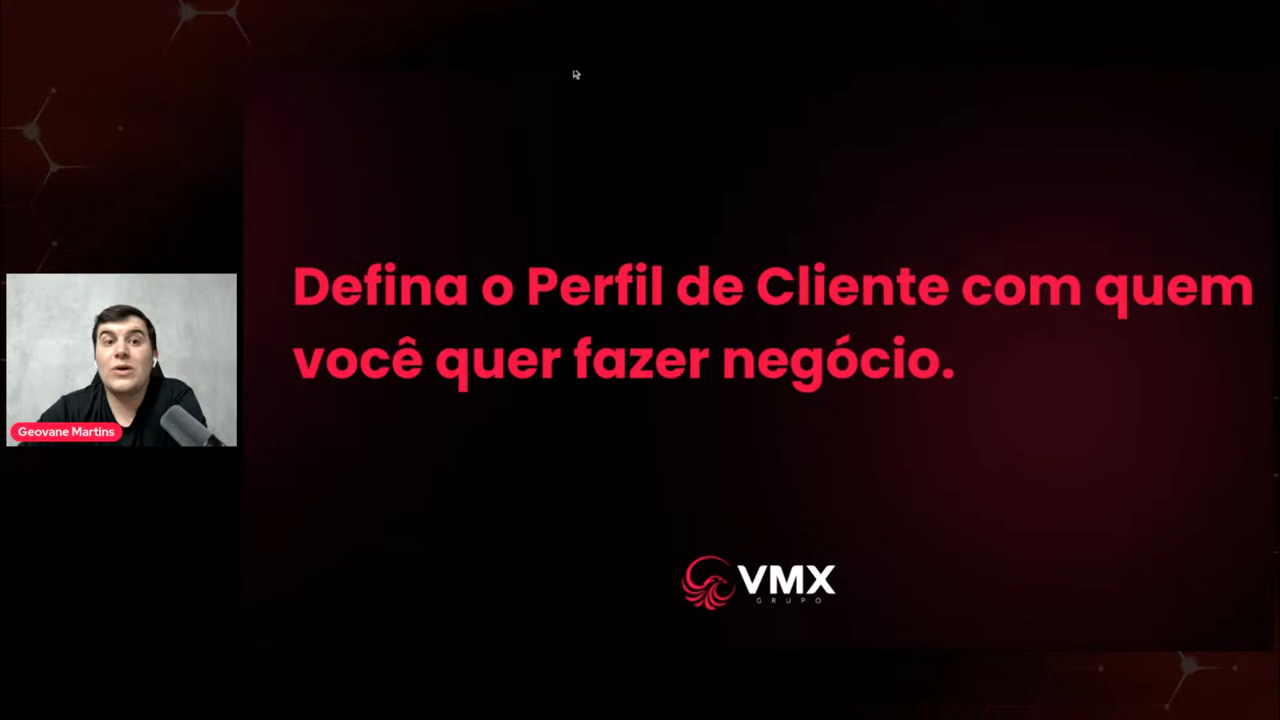 Defina o Perfil de Cliente com quem
você quer fazer negócio.
Geovane Martins
VMX
GRUPO